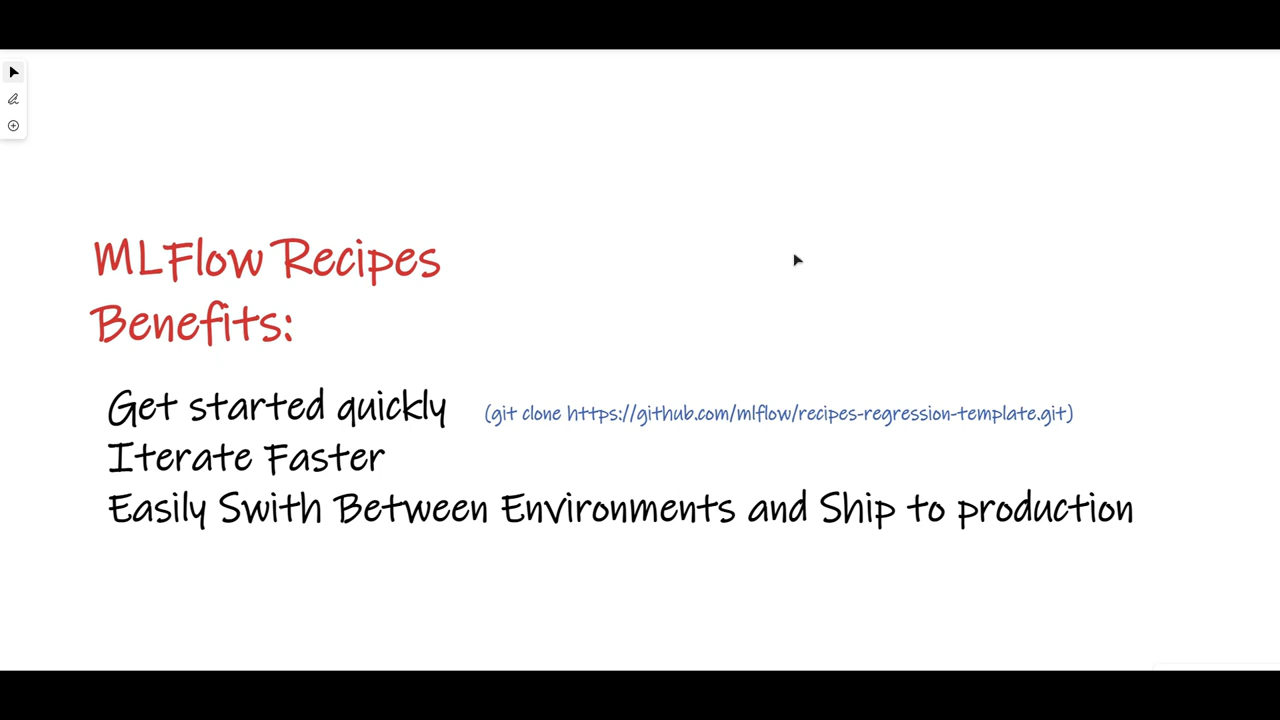 MLFlow Recipes
Benefits:
Get started quickly (git clone https://github.com/mlflow/recipes-regression-template.git)
Iterate Faster
Easily Swith Between Environments and Ship to production